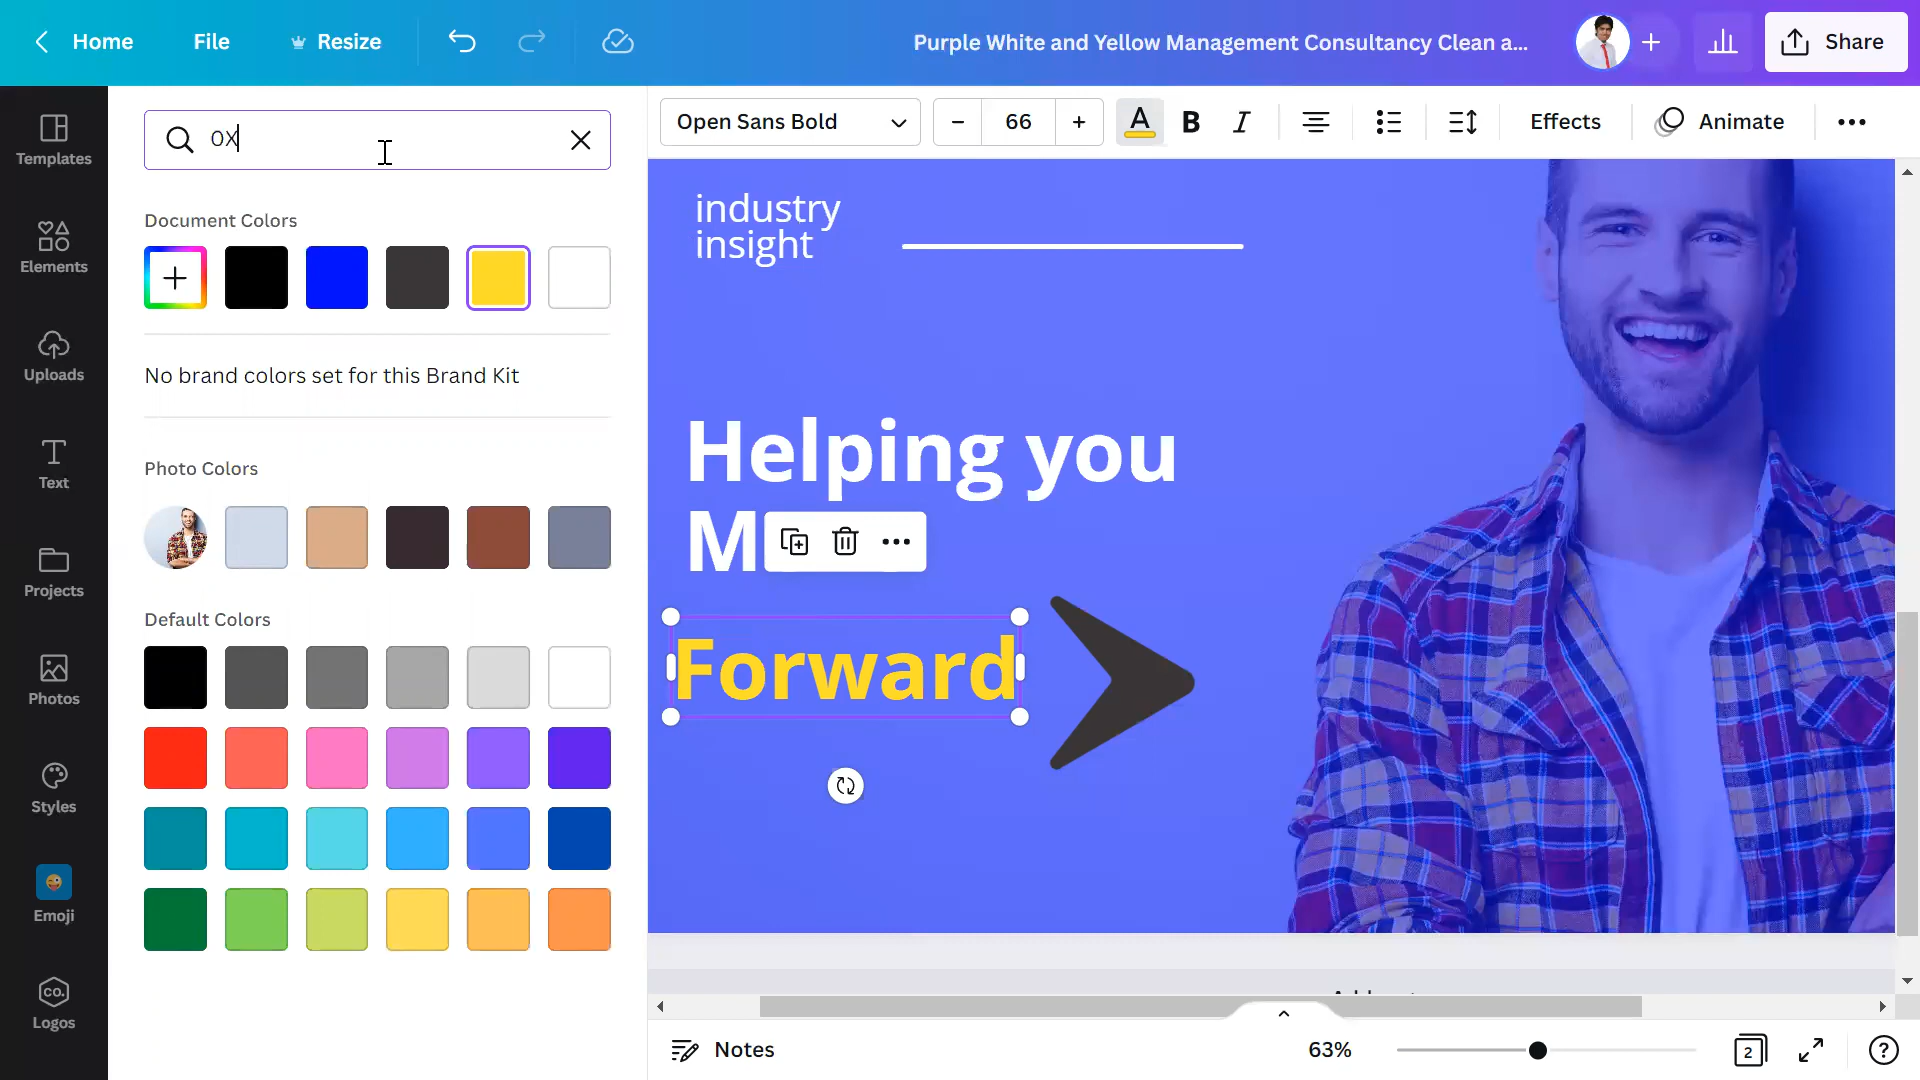 Home
File
Resize
Purple White and Yellow Management Consultancy Clean a...
Share
Templates
Elements
Uploads
Text
Projects
Photos
Styles
Emoji
co.
Logos
OX
Document Colors
No brand colors set for this Brand Kit
Photo Colors
Default Colors
Open Sans Bold
66
A
B
I
Effects
Animate
industry
insight
Helping you
M
Forward
Notes
63%
2
?